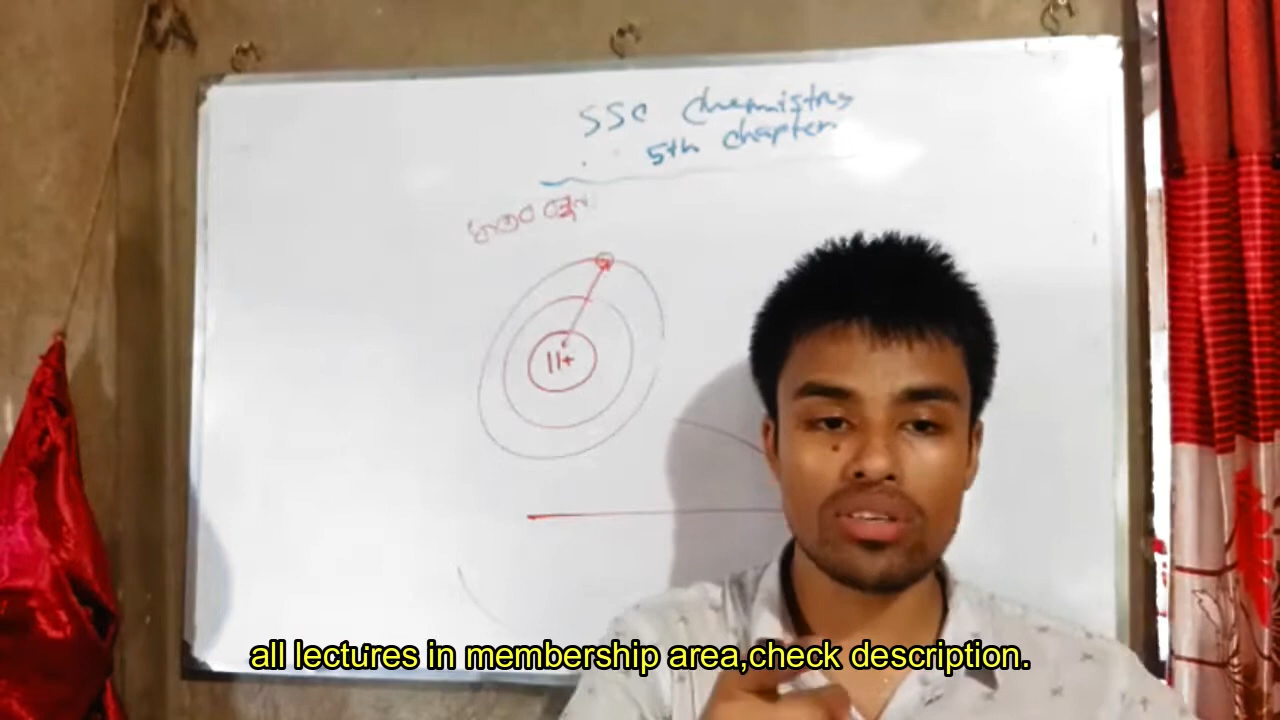 SSC Chemistry
5th chapter
11+
all lectures in membership area,check description.